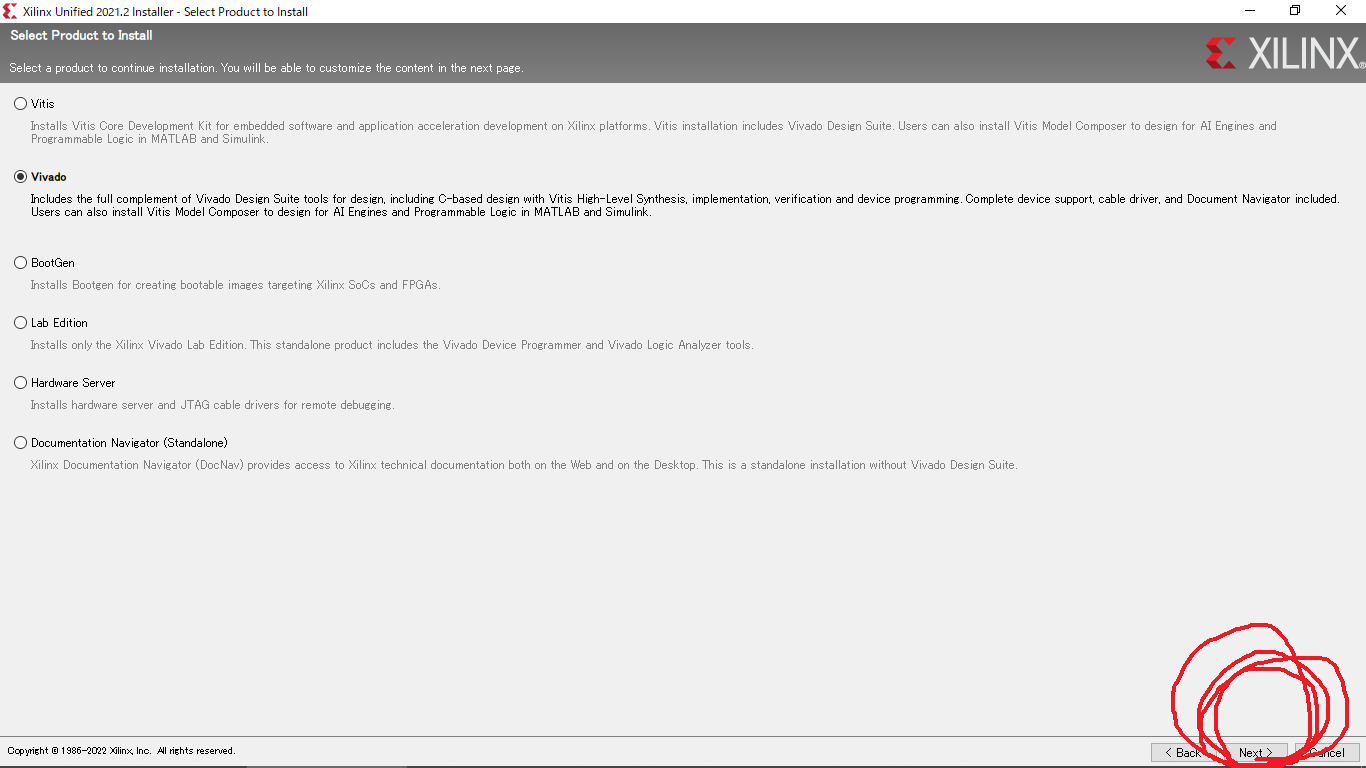 Xilinx Unified 2021.2 Installer - Select Product to Install
Select Product to Install
Select a product to continue installation. You will be able to customize the content in the next page.
XILINX®
Vitis
Installs Vitis Core Development Kit for embedded software and application acceleration development on Xilinx platforms. Vitis installation includes Vivado Design Suite. Users can also install Vitis Model Composer to design for AI Engines and
Programmable Logic in MATLAB and Simulink.
Vivado
Includes the full complement of Vivado Design Suite tools for design, including C-based design with Vitis High-Level Synthesis, implementation, verification and device programming. Complete device support, cable driver, and Document Navigator included.
Users can also install Vitis Model Composer to design for AI Engines and Programmable Logic in MATLAB and Simulink.
BootGen
Installs Bootgen for creating bootable images targeting Xilinx SoCs and FPGAs.
Lab Edition
Installs only the Xilinx Vivado Lab Edition. This standalone product includes the Vivado Device Programmer and Vivado Logic Analyzer tools.
Hardware Server
Installs hardware server and JTAG cable drivers for remote debugging.
Documentation Navigator (Standalone)
Xilinx Documentation Navigator (DocNav) provides access to Xilinx technical documentation both on the Web and on the Desktop. This is a standalone installation without Vivado Design Suite.
Copyright © 1986-2022 Xilinx, Inc. All rights reserved.
< Back Next > Cancel